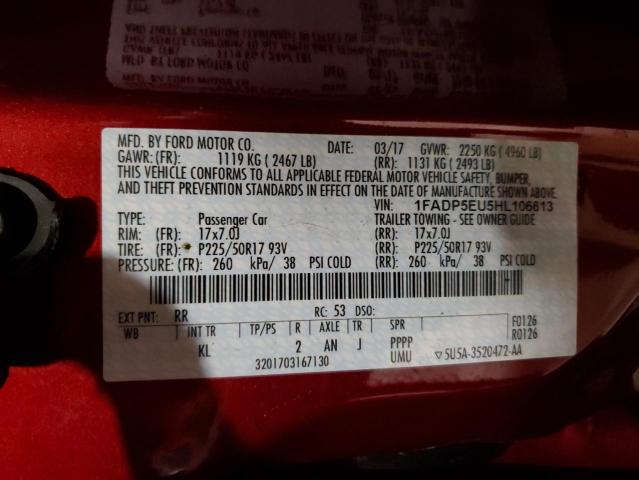 MFD. BY FORD MOTOR CO. DATE: 03/17 GVWR: 2250 KG ( 4960 LB)
GAWR: (FR): 1119 KG ( 2467 LB) (RR): 1131 KG ( 2493 LB)
THIS VEHICLE CONFORMS TO ALL APPLICABLE FEDERAL MOTOR VEHICLE SAFETY, BUMPER,
AND THEFT PREVENTION STANDARDS IN EFFECT ON THE DATE OF MANUFACTURE SHOWN ABOVE.
VIN: 1FADP5EU5HL106613
TYPE: Passenger Car TRAILER TOWING - SEE OWNER GUIDE
RIM: (FR): 17x7.0J (RR): 17x7.0J
TIRE: (FR): P225/50R17 93V (RR): P225/50R17 93V
PRESSURE: (FR): 260 kPa/ 38 PSI COLD (RR): 260 kPa/ 38 PSI COLD
EXT PNT: RR RC: 53 DSO: F0126
WB INT TR TP/PS R AXLE TR SPR R0126
KL 2 AN J PPPP
3201703167130 UMU ▽5U5A-3520472-AA